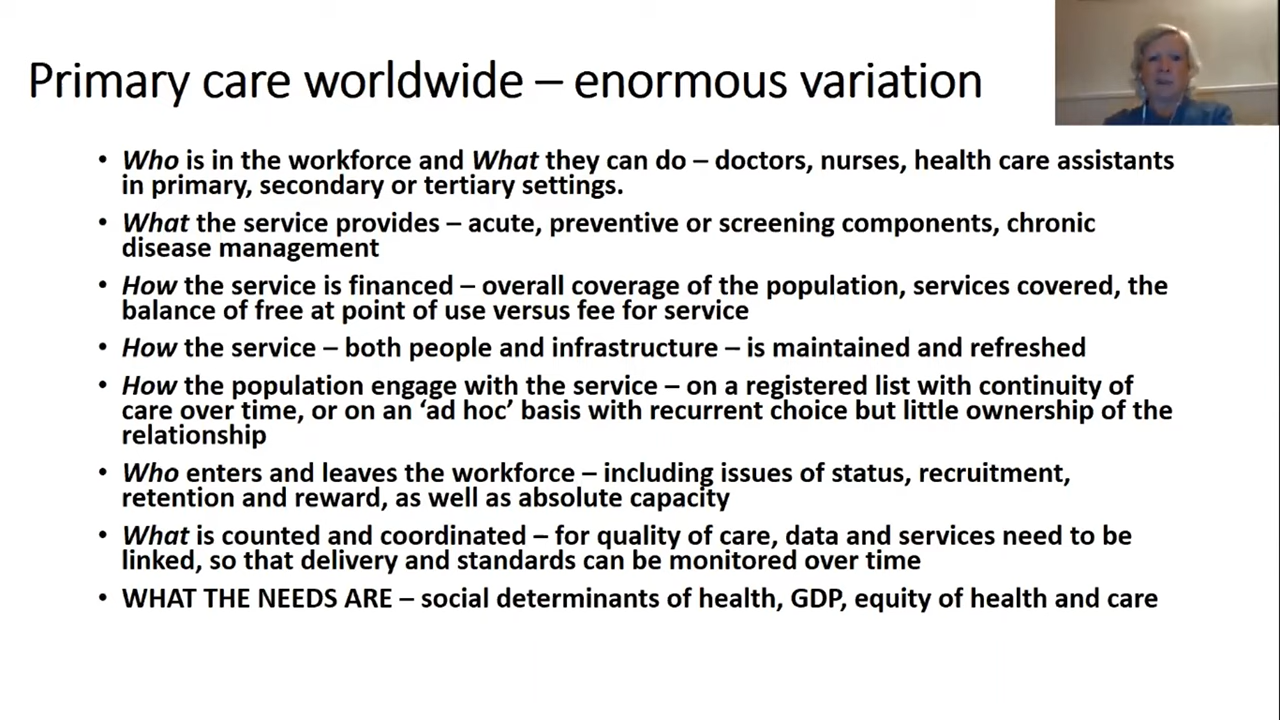 Primary care worldwide – enormous variation
• Who is in the workforce and What they can do – doctors, nurses, health care assistants
in primary, secondary or tertiary settings.
• What the service provides – acute, preventive or screening components, chronic
disease management
• How the service is financed – overall coverage of the population, services covered, the
balance of free at point of use versus fee for service
• How the service – both people and infrastructure – is maintained and refreshed
• How the population engage with the service – on a registered list with continuity of
care over time, or on an ‘ad hoc’ basis with recurrent choice but little ownership of the
relationship
• Who enters and leaves the workforce – including issues of status, recruitment,
retention and reward, as well as absolute capacity
• What is counted and coordinated – for quality of care, data and services need to be
linked, so that delivery and standards can be monitored over time
• WHAT THE NEEDS ARE – social determinants of health, GDP, equity of health and care